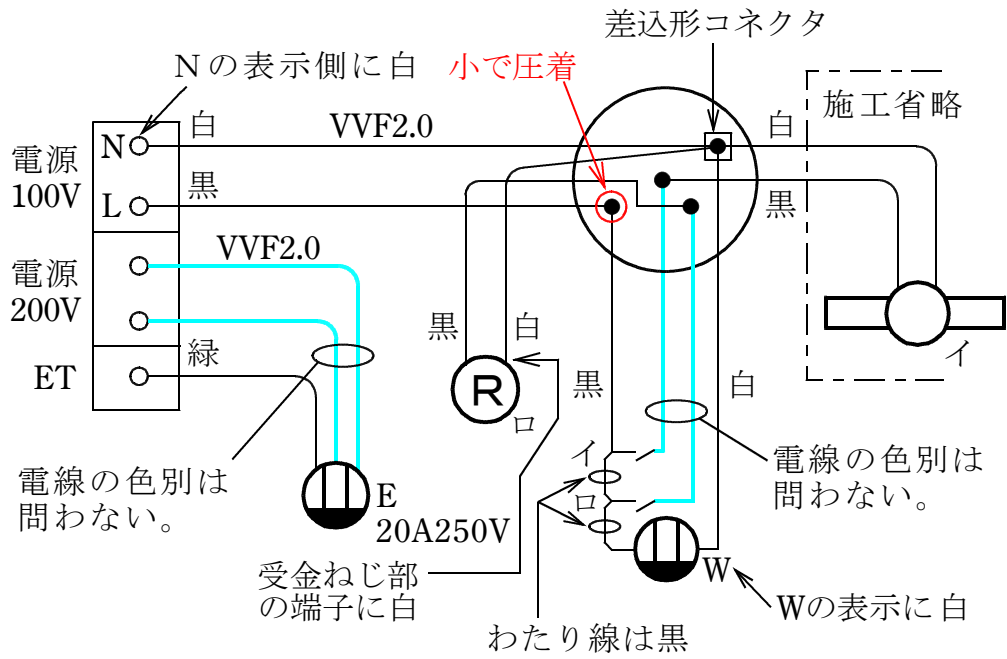 差込形コネクタ
Nの表示側に白
小で圧着
施工省略
白
VVF2.0
白
N
電源
100V
L
黒
黒
VVF2.0
電源
200V
緑
ET
黒
白
R
ロ
イ
黒
白
イ
ロ
電線の色別は
問わない。
E
20A250V
電線の色別は
問わない。
W
受金ねじ部
の端子に白
Wの表示に白
わたり線は黒